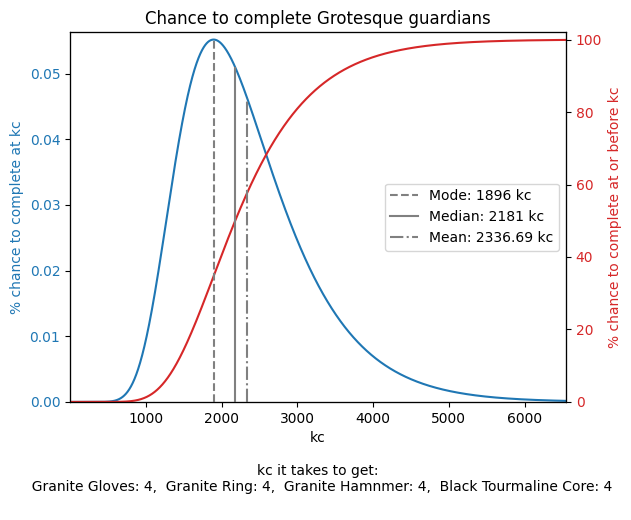 Chance to complete Grotesque guardians
% chance to complete at kc
0.05
0.04
0.03
0.02
0.01
0.00
100
80
60
40
20
0
% chance to complete at or before kc
Mode: 1896 kc
Median: 2181 kc
Mean: 2336.69 kc
1000 2000 3000 4000 5000 6000
kc
kc it takes to get:
Granite Gloves: 4,  Granite Ring: 4,  Granite Hamnmer: 4,  Black Tourmaline Core: 4